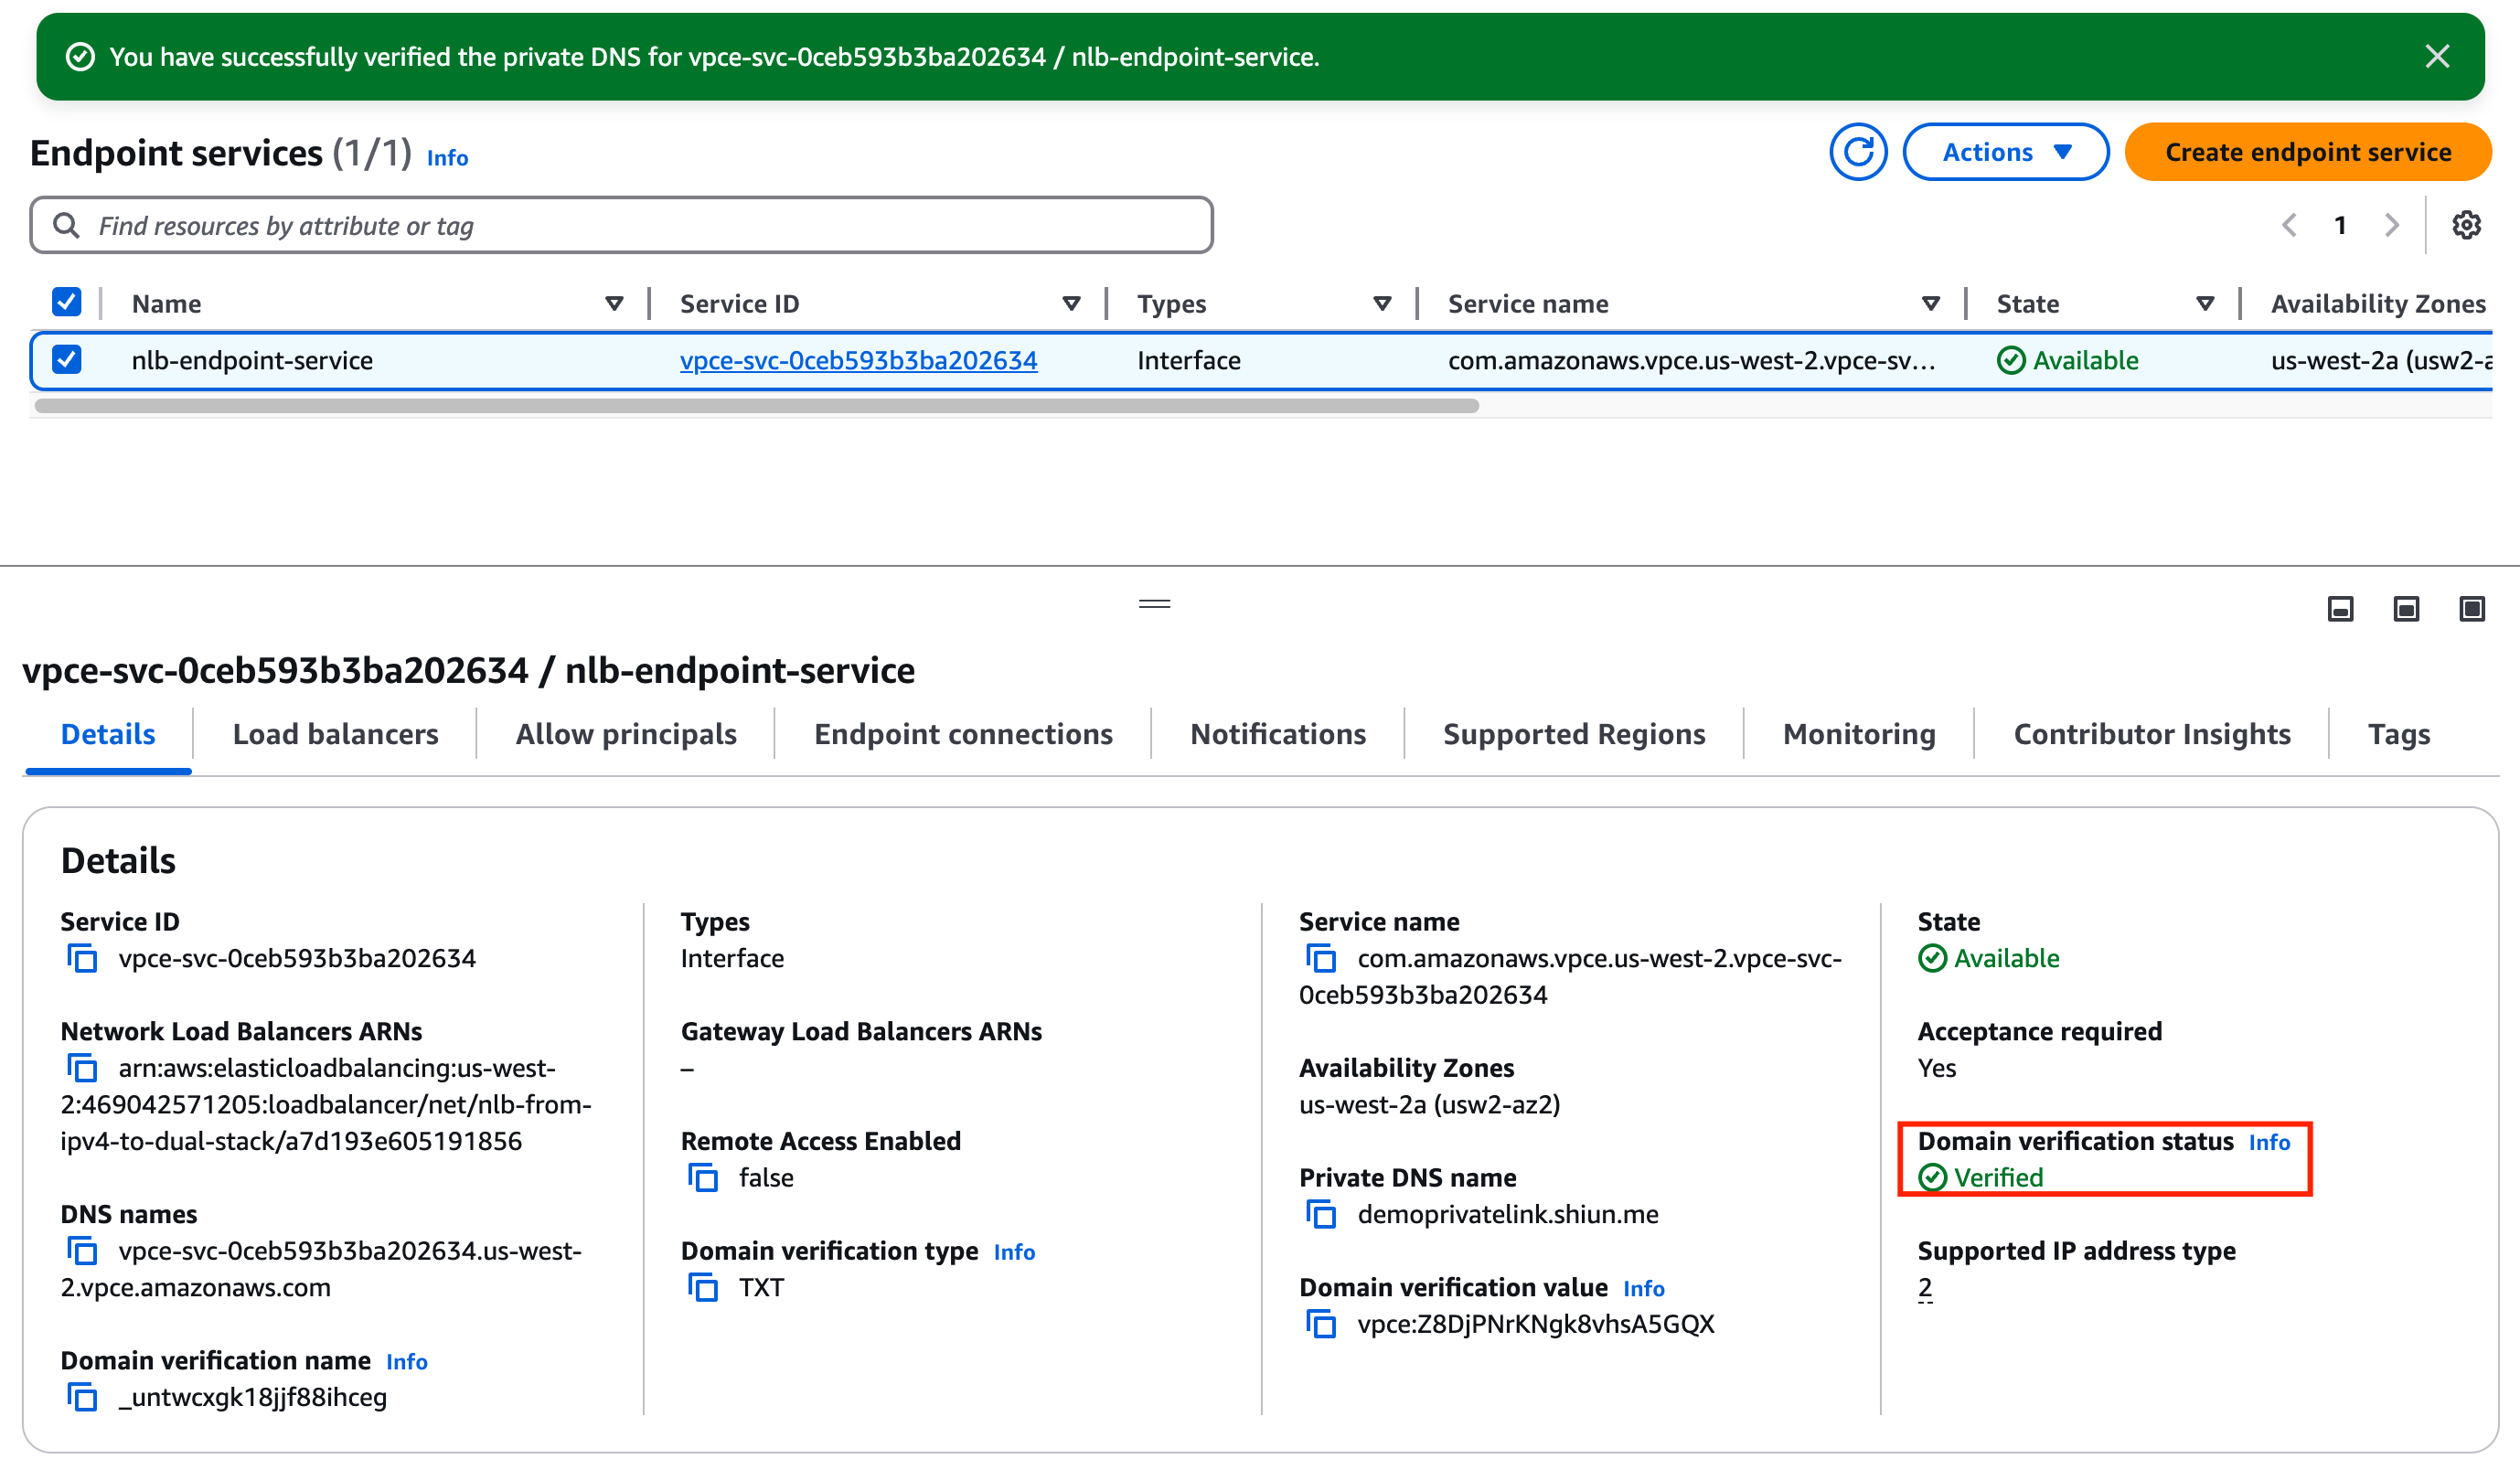 You have successfully verified the private DNS for vpce-svc-0ceb593b3ba202634 / nlb-endpoint-service.
Endpoint services (1/1) Info
Actions
Create endpoint service
Find resources by attribute or tag
1
Name Service ID Types Service name State Availability Zones
nlb-endpoint-service vpce-svc-0ceb593b3ba202634 Interface com.amazonaws.vpce.us-west-2.vpce-sv… Available us-west-2a (usw2-a
vpce-svc-0ceb593b3ba202634 / nlb-endpoint-service
Details Load balancers Allow principals Endpoint connections Notifications Supported Regions Monitoring Contributor Insights Tags
Details
Service ID
vpce-svc-0ceb593b3ba202634
Network Load Balancers ARNs
arn:aws:elasticloadbalancing:us-west-
2:469042571205:loadbalancer/net/nlb-from-
ipv4-to-dual-stack/a7d193e605191856
DNS names
vpce-svc-0ceb593b3ba202634.us-west-
2.vpce.amazonaws.com
Domain verification name Info
_untwcxgk18jjf88ihceg
Types
Interface
Gateway Load Balancers ARNs
–
Remote Access Enabled
false
Domain verification type Info
TXT
Service name
com.amazonaws.vpce.us-west-2.vpce-svc-
0ceb593b3ba202634
Availability Zones
us-west-2a (usw2-az2)
Private DNS name
demoprivatelink.shiun.me
Domain verification value Info
vpce:Z8DjPNrKNgk8vhsA5GQX
State
Available
Acceptance required
Yes
Domain verification status Info
Verified
Supported IP address type
2